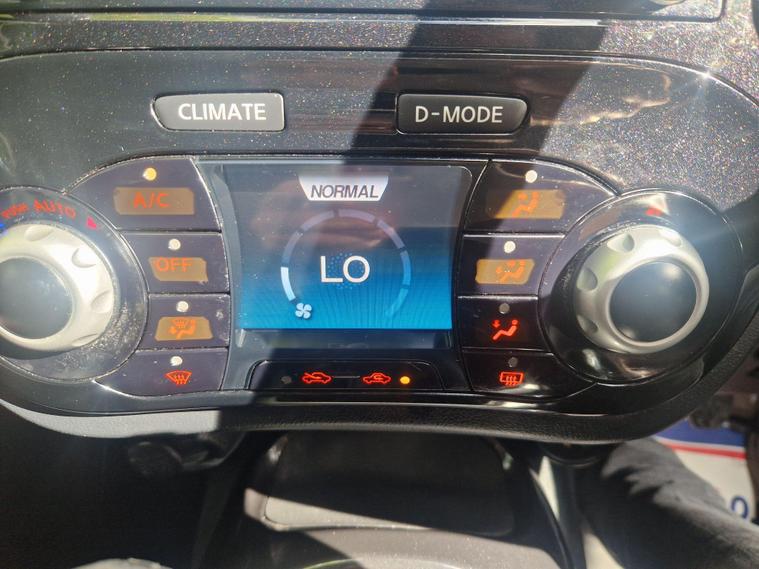 CLIMATE
D-MODE
NORMAL
AUTO
A/C
OFF
LO